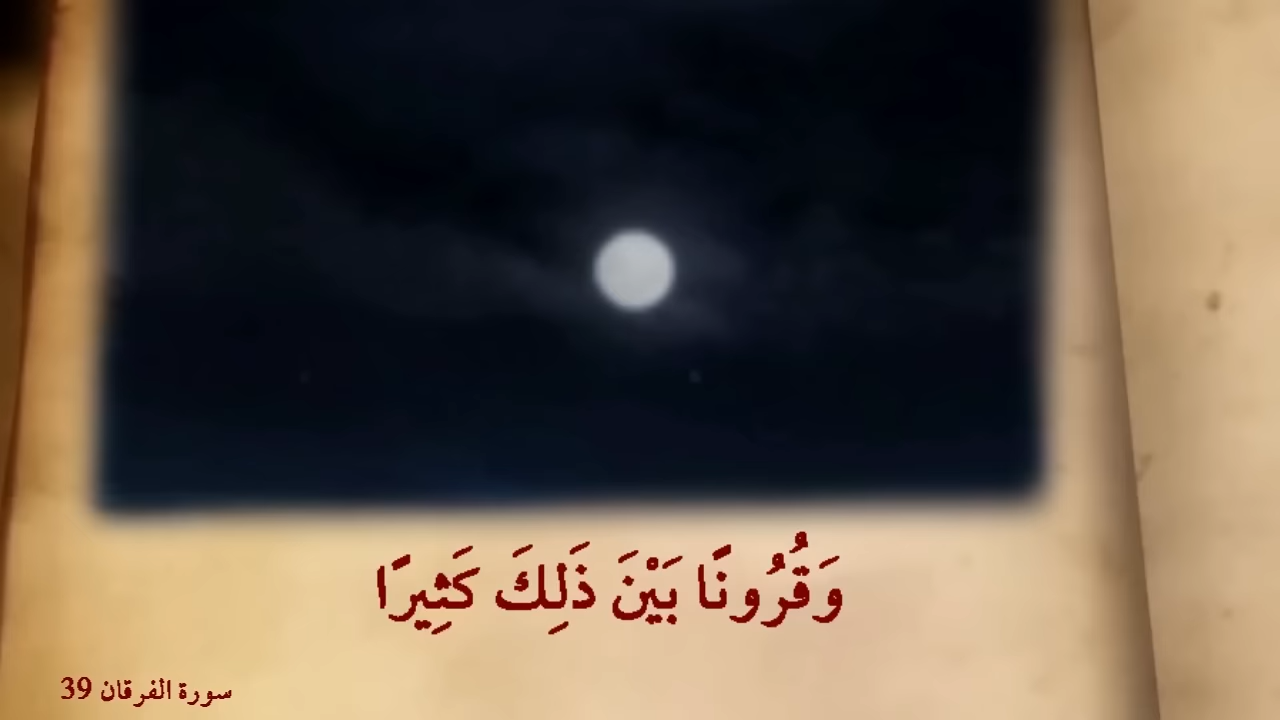 وَقُرُونًا بَيْنَ ذَلِكَ كَثِيرًا
سورة الفرقان 39